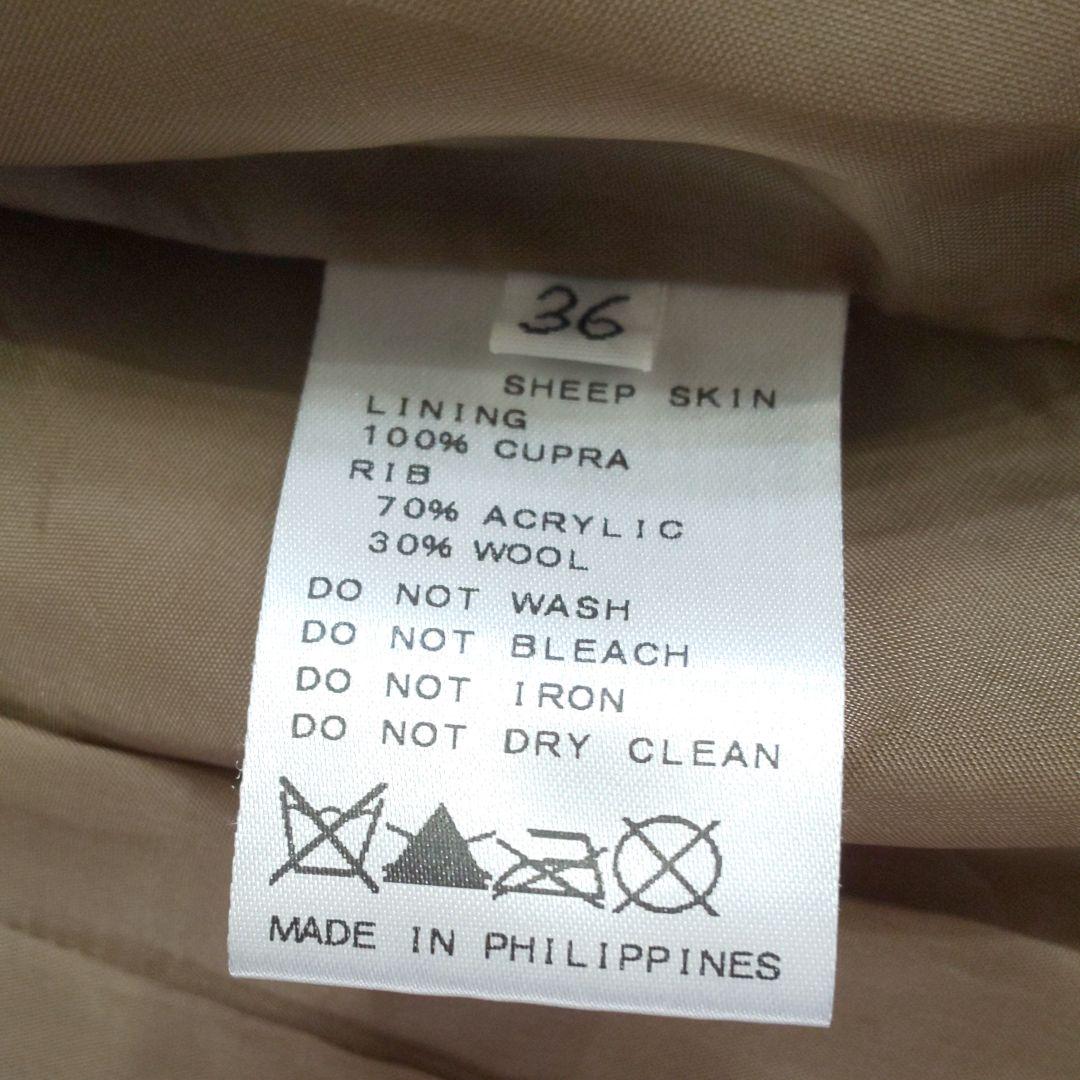 36
SHEEP SKIN
LINING
100% CUPRA
RIB
70% ACRYLIC
30% WOOL
DO NOT WASH
DO NOT BLEACH
DO NOT IRON
DO NOT DRY CLEAN
MADE IN PHILIPPINES